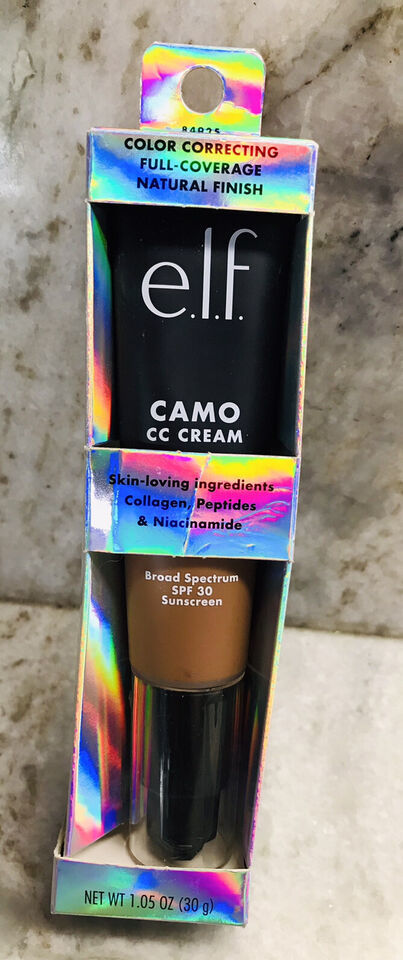 84825
COLOR CORRECTING
FULL-COVERAGE
NATURAL FINISH
e.l.f.
CAMO
CC CREAM
Skin-loving ingredients
Collagen, Peptides
& Niacinamide
Broad Spectrum
SPF 30
Sunscreen
NET WT 1.05 OZ (30 g)